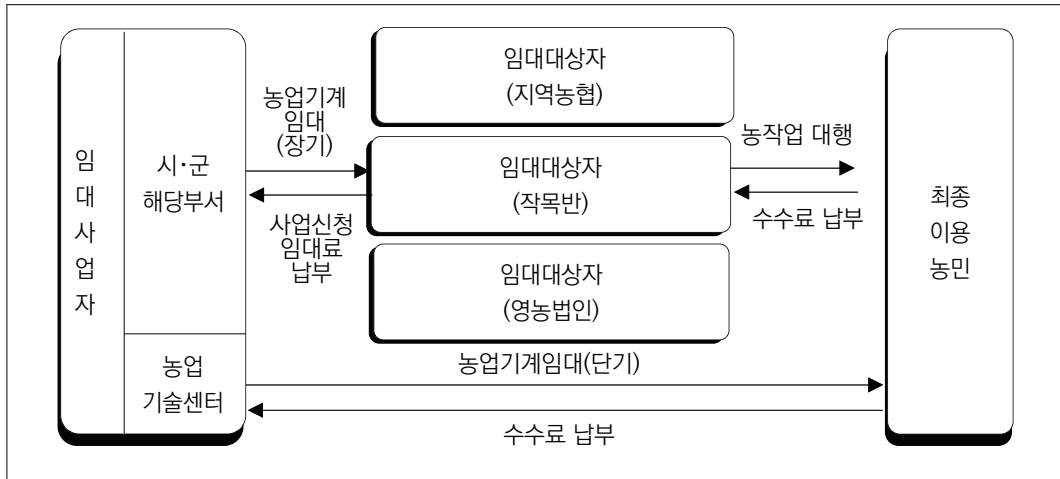 임
대
사
업
자
시·군
해당부서
농업
기술센터
농업기계
임대
(장기)
사업신청
임대료
납부
임대대상자
(지역농협)
임대대상자
(작목반)
임대대상자
(영농법인)
농작업 대행
수수료 납부
농업기계임대(단기)
수수료 납부
최종
이용
농민